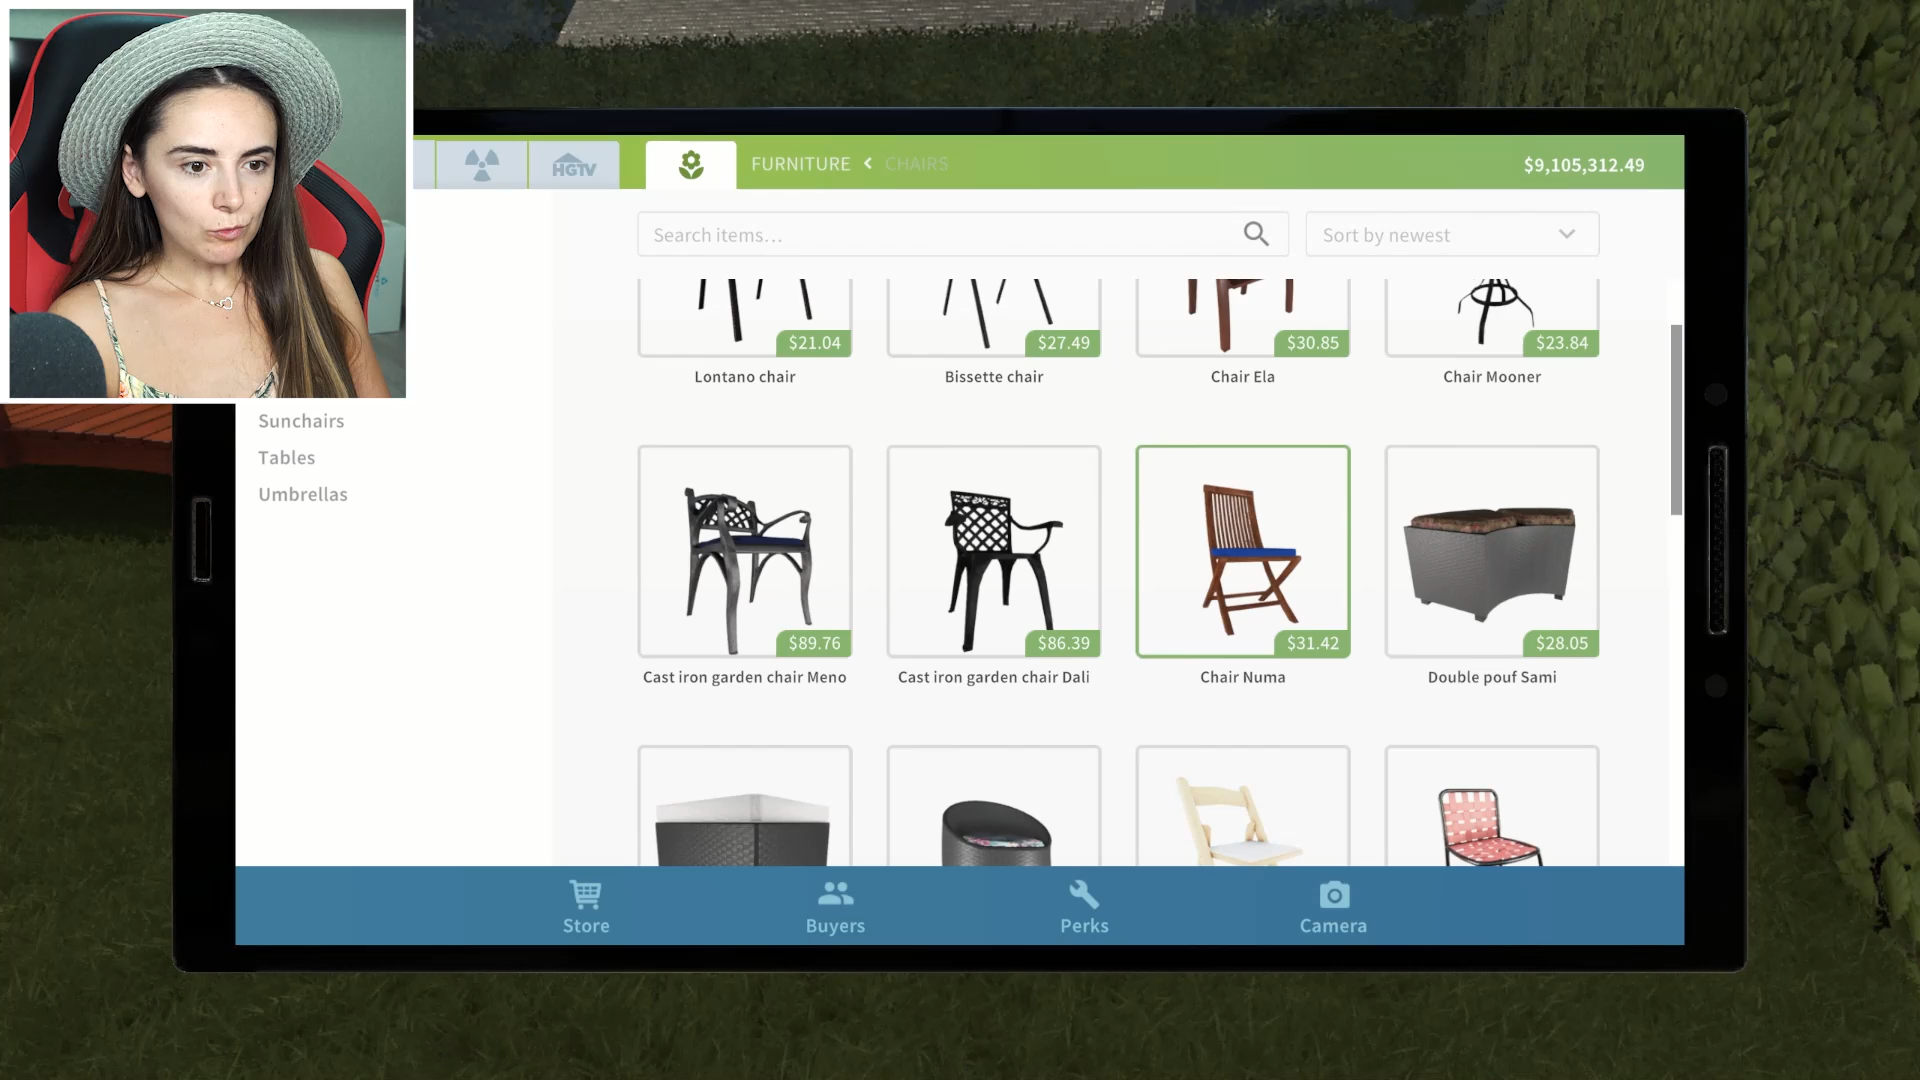 HGTV
FURNITURE < CHAIRS
$9,105,312.49
Search items...
Sort by newest
$21.04
$27.49
$30.85
$23.84
Lontano chair
Bissette chair
Chair Ela
Chair Mooner
Sunchairs
Tables
Umbrellas
$89.76
$86.39
$31.42
$28.05
Cast iron garden chair Meno
Cast iron garden chair Dali
Chair Numa
Double pouf Sami
Store
Buyers
Perks
Camera